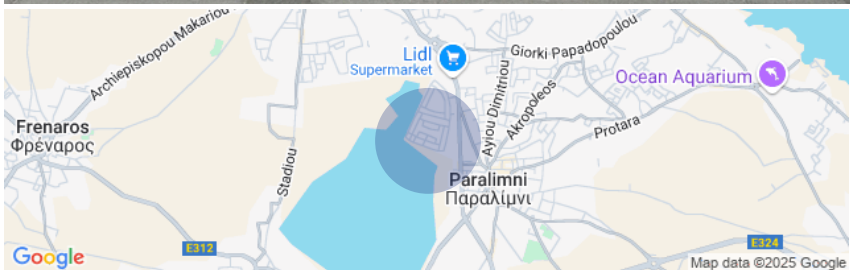 Archiepiskopou Makariou
Lidl
Supermarket
Giorki Papadopoulou
Ocean Aquarium
Ayiou Dimitriou
Akropoleos
Protara
Frenaros
Φρέναρος
Stadiou
Paralimni
Παραλίμνι
E312
E324
Google
Map data ©2025 Google